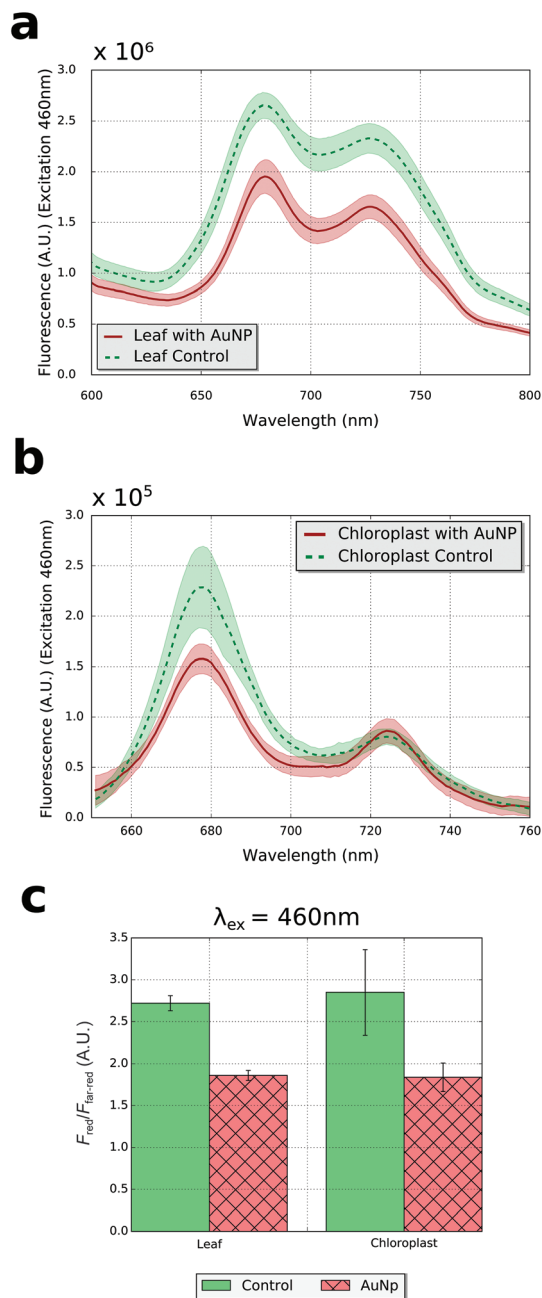 a
x 10⁶
Fluorescence (A.U.) (Excitation 460nm)
3.0
2.5
2.0
1.5
1.0
0.5
0.0
Leaf with AuNP
Leaf Control
600
650
700
750
800
Wavelength (nm)
b
x 10⁵
Fluorescence (A.U.) (Excitation 460nm)
3.0
2.5
2.0
1.5
1.0
0.5
0.0
Chloroplast with AuNP
Chloroplast Control
660
680
700
720
740
760
Wavelength (nm)
c
λex = 460nm
Fred/Ffar-red (A.U.)
3.5
3.0
2.5
2.0
1.5
1.0
0.5
0.0
Leaf
Chloroplast
Control
AuNp